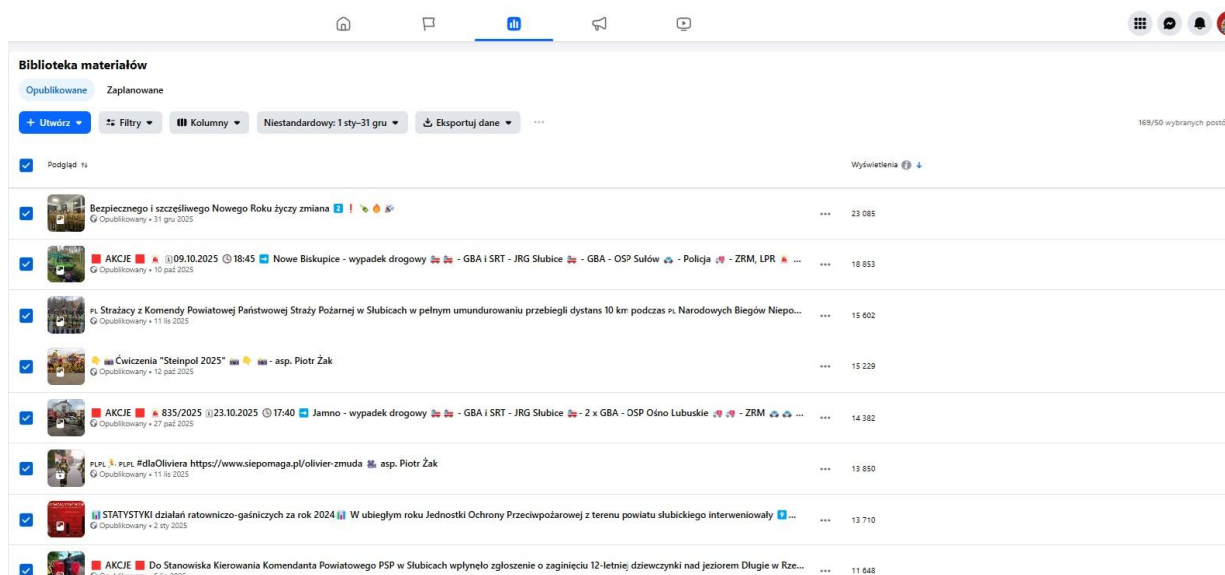 Biblioteka materiałów
Opublikowane Zaplanowane
+ Utwórz Filtry Kolumny Niestandardowy: 1 sty–31 gru Eksportuj dane ... 169/50 wybranych postó
Podgląd Wyświetlenia
Bezpiecznego i szczęśliwego Nowego Roku życzy zmiana 2️⃣ ❗ 🍾 🔥 🎉 ... 23 085
Opublikowany • 31 gru 2025
🟥 AKCJE 🟥 09.10.2025 18:45 ➡️ Nowe Biskupice - wypadek drogowy 🚒 🚒 - GBA i SRT - JRG Słubice 🚒 - GBA - OSP Sułów 🚓 - Policja 🚑 - ZRM, LPR ... ... 18 853
Opublikowany • 10 paź 2025
PL Strażacy z Komendy Powiatowej Państwowej Straży Pożarnej w Słubicach w pełnym umundurowaniu przebiegli dystans 10 km podczas PL Narodowych Biegów Niepo... ... 15 602
Opublikowany • 11 lis 2025
👇 📸 Ćwiczenia "Steinpol 2025" 📸 👇 📸 - asp. Piotr Żak ... 15 229
Opublikowany • 12 paź 2025
🟥 AKCJE 🟥 835/2025 23.10.2025 17:40 ➡️ Jamno - wypadek drogowy 🚒 🚒 - GBA i SRT - JRG Słubice 🚒 - 2 x GBA - OSP Ośno Lubuskie 🚑 🚑 - ZRM 🚓 🚓 ... ... 14 382
Opublikowany • 27 paź 2025
PLPL 🏃 PLPL #dlaOliviera https://www.siepomaga.pl/olivier-zmuda asp. Piotr Żak ... 13 850
Opublikowany • 11 lis 2025
📊 STATYSTYKI działań ratowniczo-gaśniczych za rok 2024 📊 W ubiegłym roku Jednostki Ochrony Przeciwpożarowej z terenu powiatu słubickiego interweniowały ... ... 13 710
Opublikowany • 2 sty 2025
🟥 AKCJE 🟥 Do Stanowiska Kierowania Komendanta Powiatowego PSP w Słubicach wpłynęło zgłoszenie o zaginięciu 12-letniej dziewczynki nad jeziorem Długie w Rze... ... 11 648